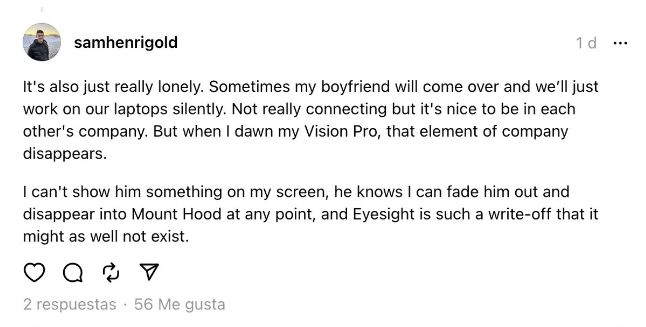 samhenrigold
1 d
It's also just really lonely. Sometimes my boyfriend will come over and we'll just
work on our laptops silently. Not really connecting but it's nice to be in each
other's company. But when I dawn my Vision Pro, that element of company
disappears.
I can't show him something on my screen, he knows I can fade him out and
disappear into Mount Hood at any point, and Eyesight is such a write-off that it
might as well not exist.
2 respuestas · 56 Me gusta